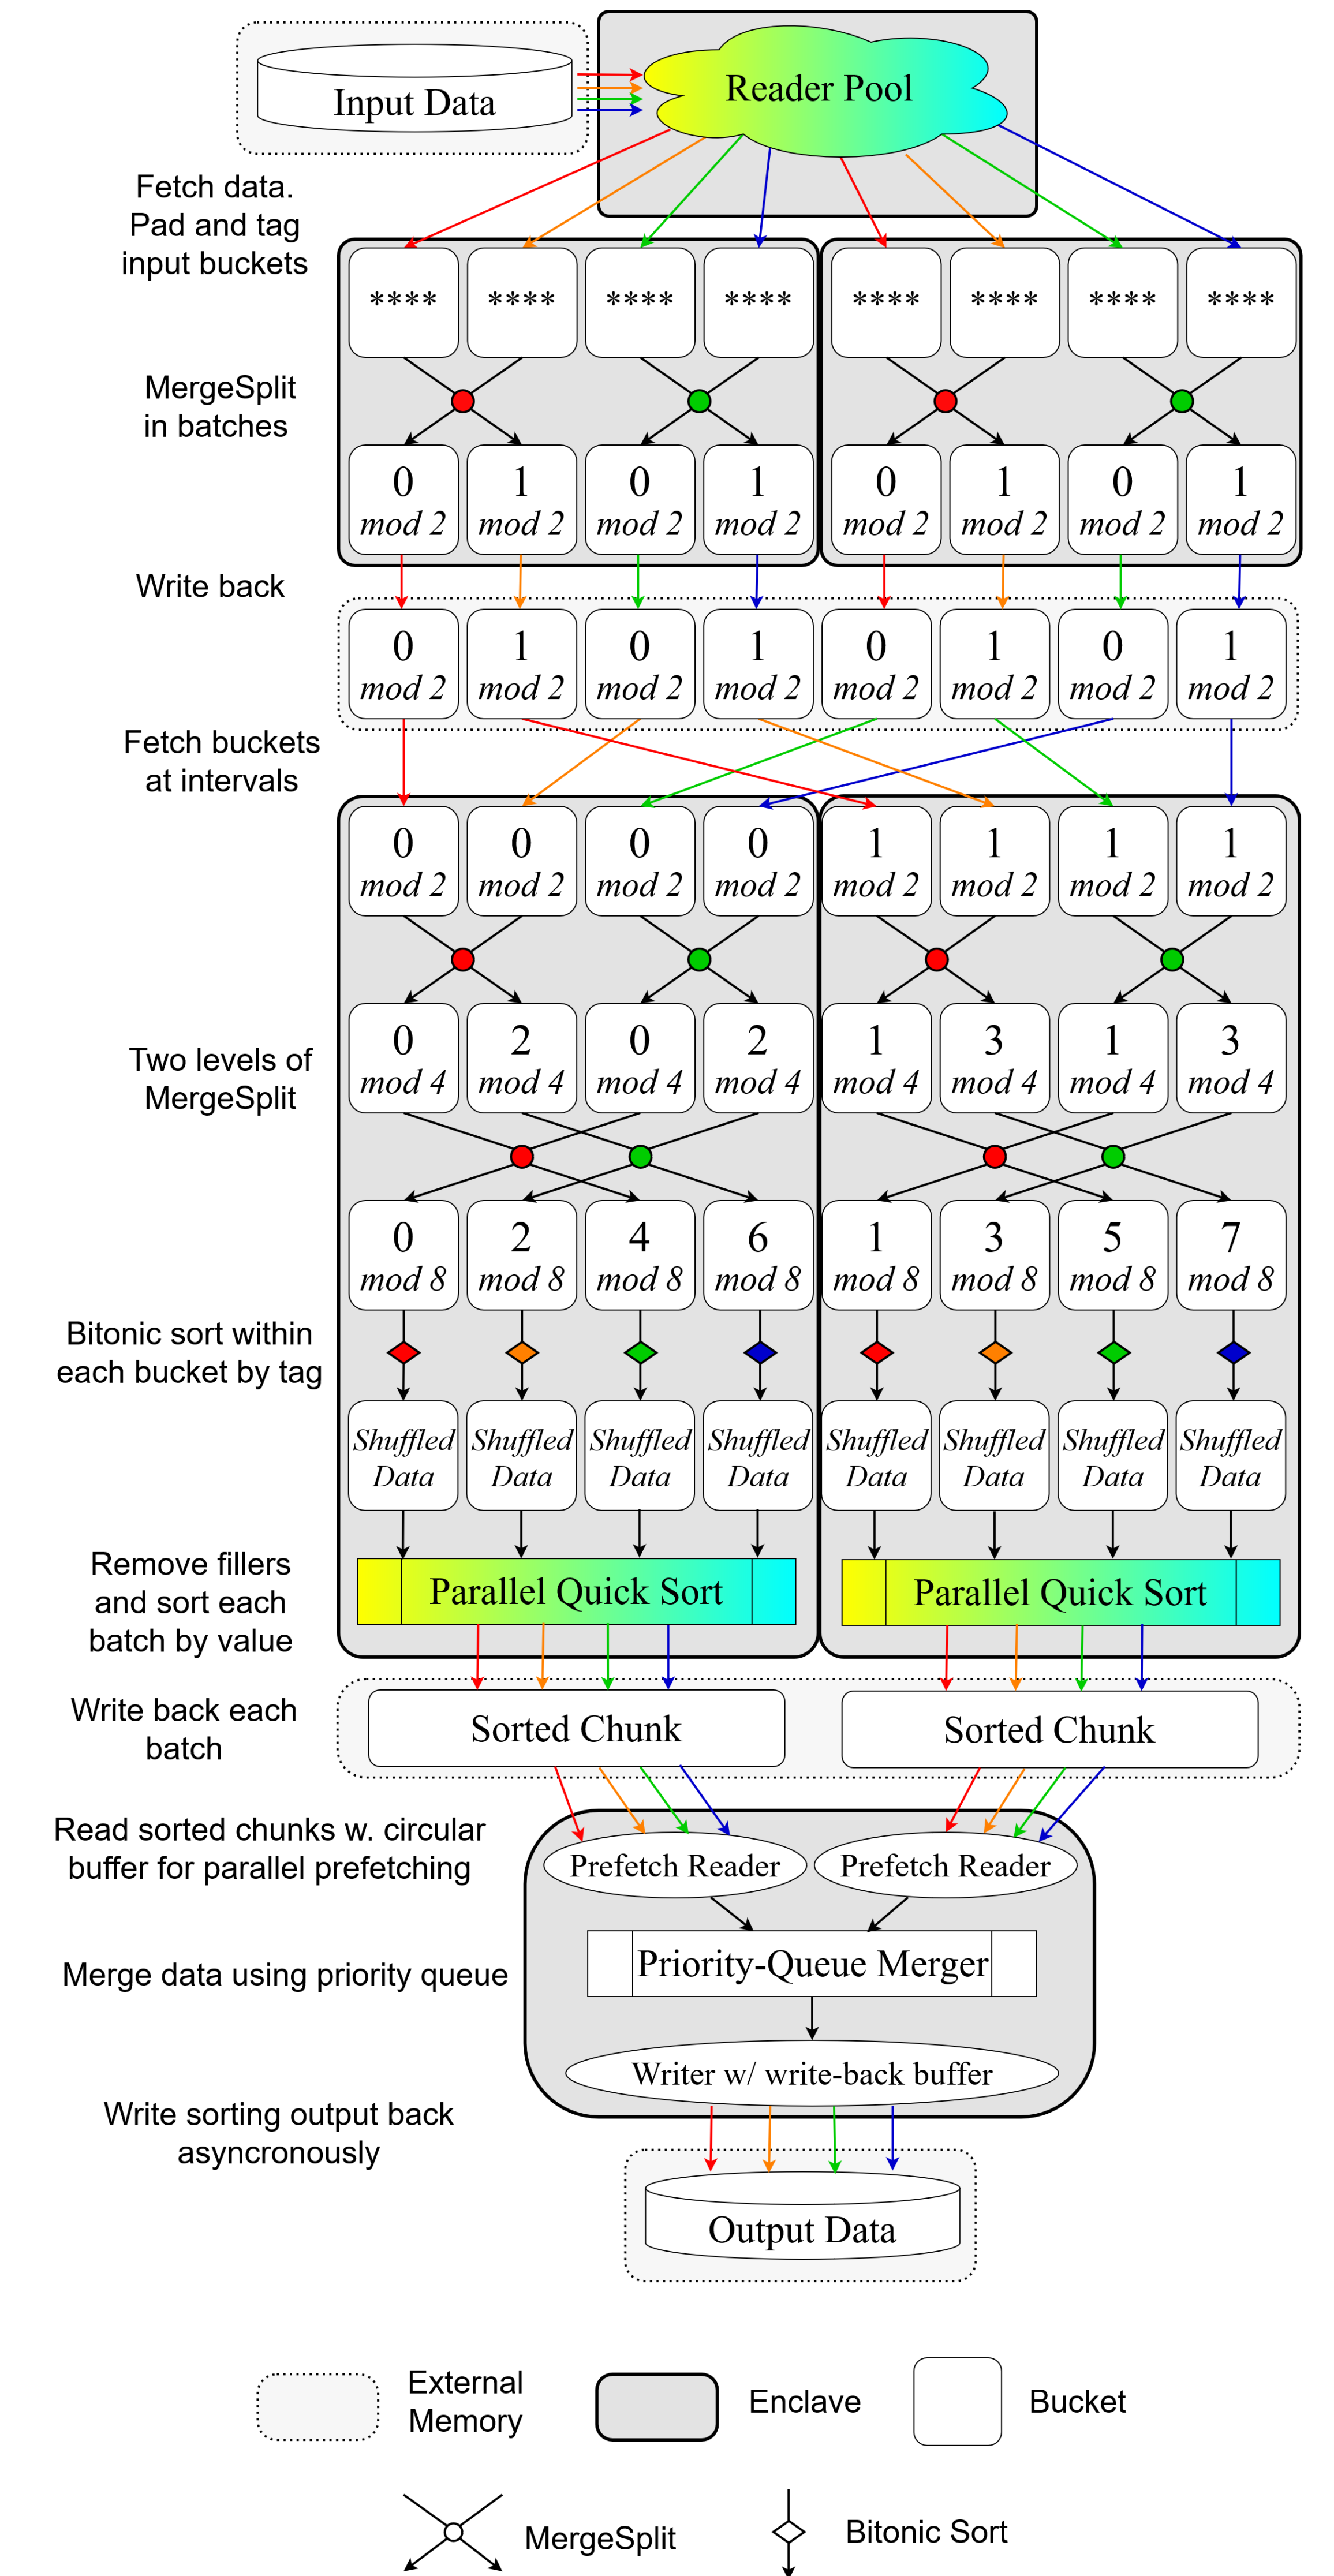 Input Data
Reader Pool
Fetch data.
Pad and tag
input buckets
**** **** **** **** **** **** **** ****
MergeSplit
in batches
0 1 0 1 0 1 0 1
mod 2 mod 2 mod 2 mod 2 mod 2 mod 2 mod 2 mod 2
Write back
0 1 0 1 0 1 0 1
mod 2 mod 2 mod 2 mod 2 mod 2 mod 2 mod 2 mod 2
Fetch buckets
at intervals
0 0 0 0 1 1 1 1
mod 2 mod 2 mod 2 mod 2 mod 2 mod 2 mod 2 mod 2
Two levels of
MergeSplit
0 2 0 2 1 3 1 3
mod 4 mod 4 mod 4 mod 4 mod 4 mod 4 mod 4 mod 4
0 2 4 6 1 3 5 7
mod 8 mod 8 mod 8 mod 8 mod 8 mod 8 mod 8 mod 8
Bitonic sort within
each bucket by tag
Shuffled Shuffled Shuffled Shuffled Shuffled Shuffled Shuffled Shuffled
Data Data Data Data Data Data Data Data
Remove fillers
and sort each
batch by value
Parallel Quick Sort Parallel Quick Sort
Write back each
batch
Sorted Chunk Sorted Chunk
Read sorted chunks w. circular
buffer for parallel prefetching
Prefetch Reader Prefetch Reader
Merge data using priority queue
Priority-Queue Merger
Writer w/ write-back buffer
Write sorting output back
asyncronously
Output Data
External
Memory
Enclave
Bucket
MergeSplit
Bitonic Sort